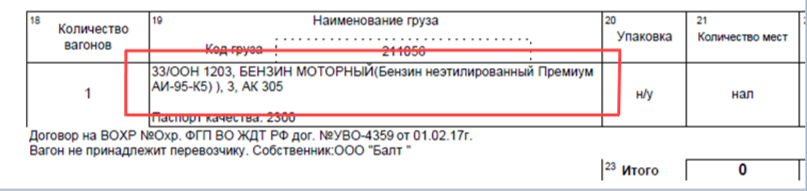 18 Количество вагонов
19 Наименование груза
20 Упаковка
21 Количество мест
Код груза : 211050
1
33/ООН 1203, БЕНЗИН МОТОРНЫЙ(Бензин неэтилированный Премиум
АИ-95-К5) ), 3, АК 305
Паспорт качества: 2300
н/у
нал
Договор на ВОХР №Охр. ФГП ВО ЖДТ РФ дог. №УВО-4359 от 01.02.17г.
Вагон не принадлежит перевозчику. Собственник:ООО "Балт "
23 Итого
0